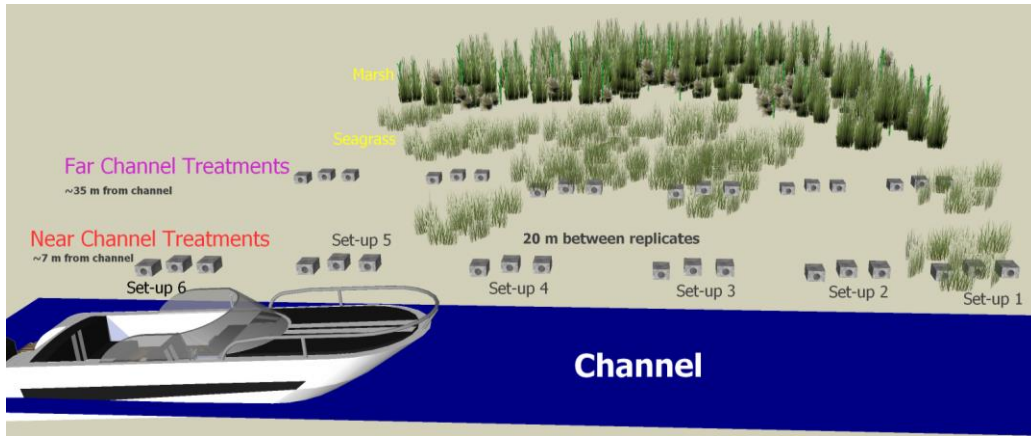 Marsh
Seagrass
Far Channel Treatments
~35 m from channel
Near Channel Treatments
~7 m from channel
Set-up 5
20 m between replicates
Set-up 6
Set-up 4
Set-up 3
Set-up 2
Set-up 1
Channel